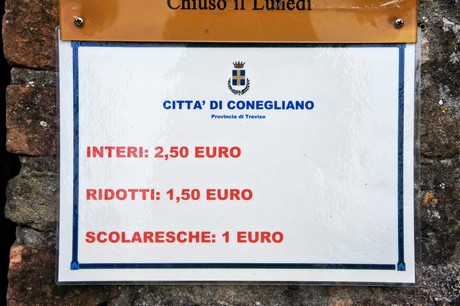 Chiuso il Lunedì
CITTA' DI CONEGLIANO
Provincia di Treviso
INTERI: 2,50 EURO
RIDOTTI: 1,50 EURO
SCOLARESCHE: 1 EURO